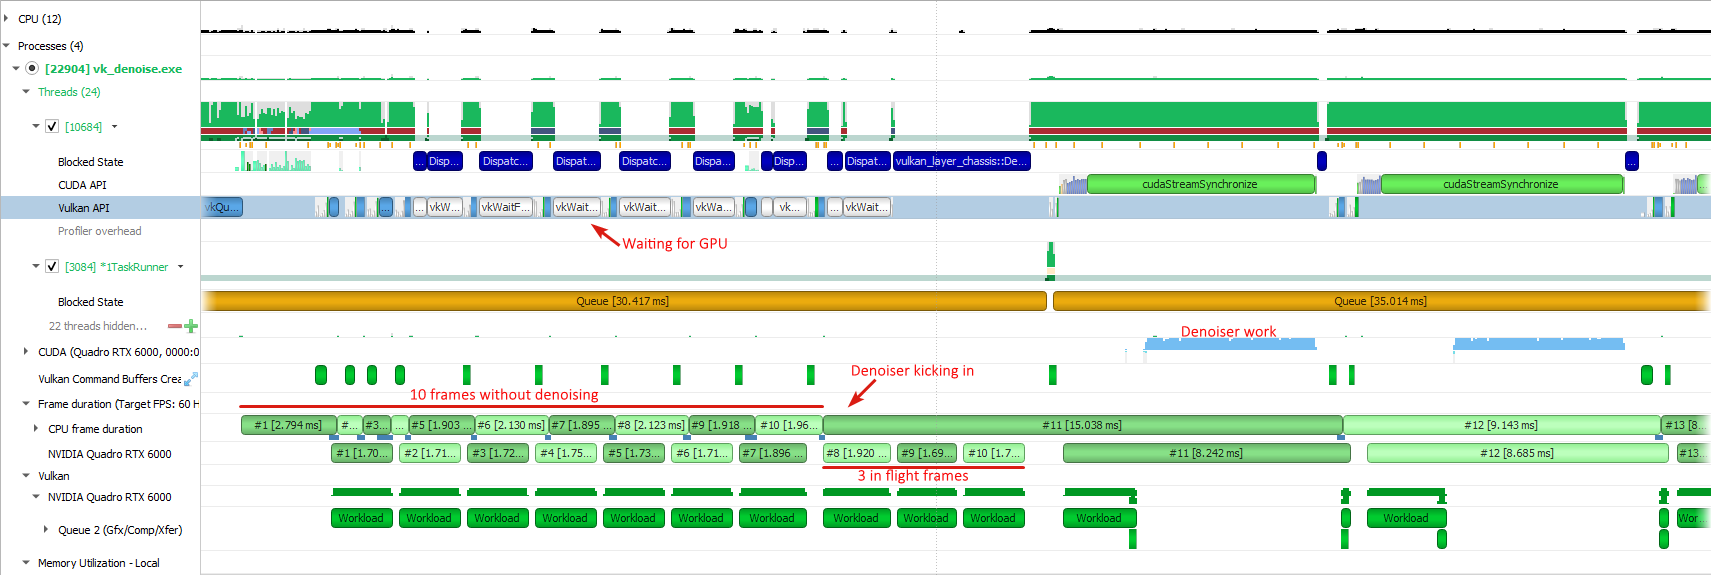 CPU (12)
Processes (4)
[22904] vk_denoise.exe
Threads (24)
[10684]
Blocked State
Disp... Dispatc... Dispat... Dispatc... Dispa... Disp... ... Dispat... vulkan_layer_chassis::De... ...
CUDA API
cudaStreamSynchronize cudaStreamSynchronize ...
Vulkan API
vkQu... ... ... vkW... vkWaitF... vkWait... vkWait... vkWa... vk... ... vkWait...
Profiler overhead
Waiting for GPU
[3084] *1TaskRunner
Blocked State
Queue [30.417 ms] Queue [35.014 ms]
22 threads hidden...
Denoiser work
CUDA (Quadro RTX 6000, 0000:0
Vulkan Command Buffers Crea
Denoiser kicking in
10 frames without denoising
Frame duration (Target FPS: 60 H
CPU frame duration
#1 [2.794 ms] #... #3... ... #5 [1.903 ... #6 [2.130 ms] #7 [1.895 ... #8 [2.123 ms] #9 [1.918 ... #10 [1.96... #11 [15.038 ms] #12 [9.143 ms] #13 [8...
NVIDIA Quadro RTX 6000
#1 [1.70... #2 [1.71... #3 [1.72... #4 [1.75... #5 [1.73... #6 [1.71... #7 [1.896 ... #8 [1.920 ... #9 [1.69... #10 [1.7... #11 [8.242 ms] #12 [8.685 ms] #13...
3 in flight frames
Vulkan
NVIDIA Quadro RTX 6000
Queue 2 (Gfx/Comp/Xfer)
Workload Workload Workload Workload Workload Workload Workload Workload Workload Workload Workload Workload Wor...
Memory Utilization - Local